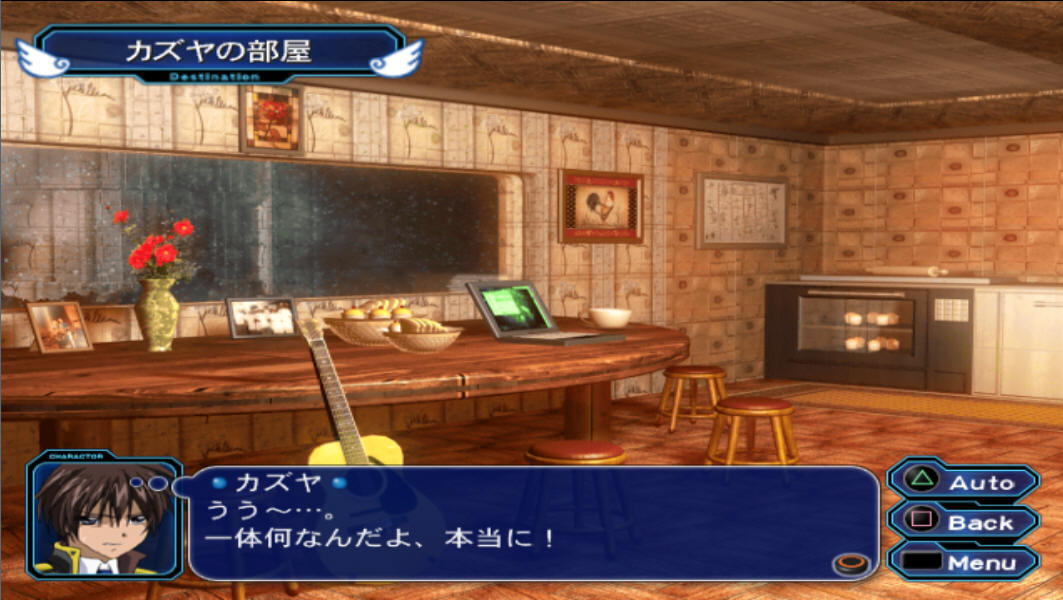 カズヤの部屋
Destination
CHARACTOR
カズヤ
うう～…。
一体何なんだよ、本当に！
Auto
Back
Menu